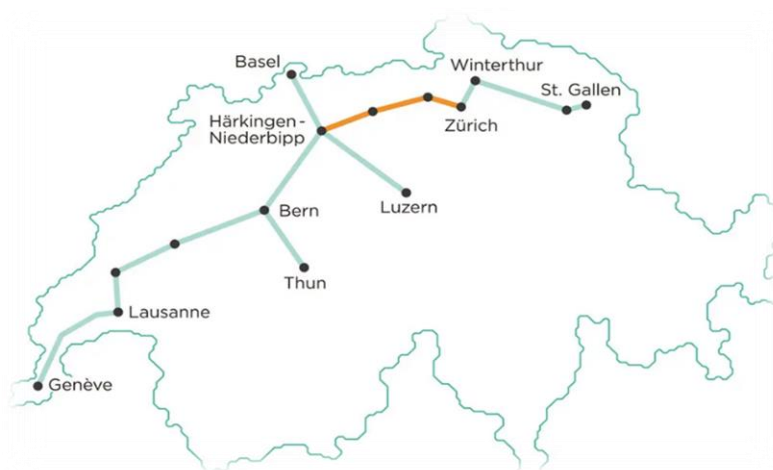 Basel
Winterthur
St. Gallen
Härkingen-
Niederbipp
Zürich
Bern
Luzern
Thun
Lausanne
Genève